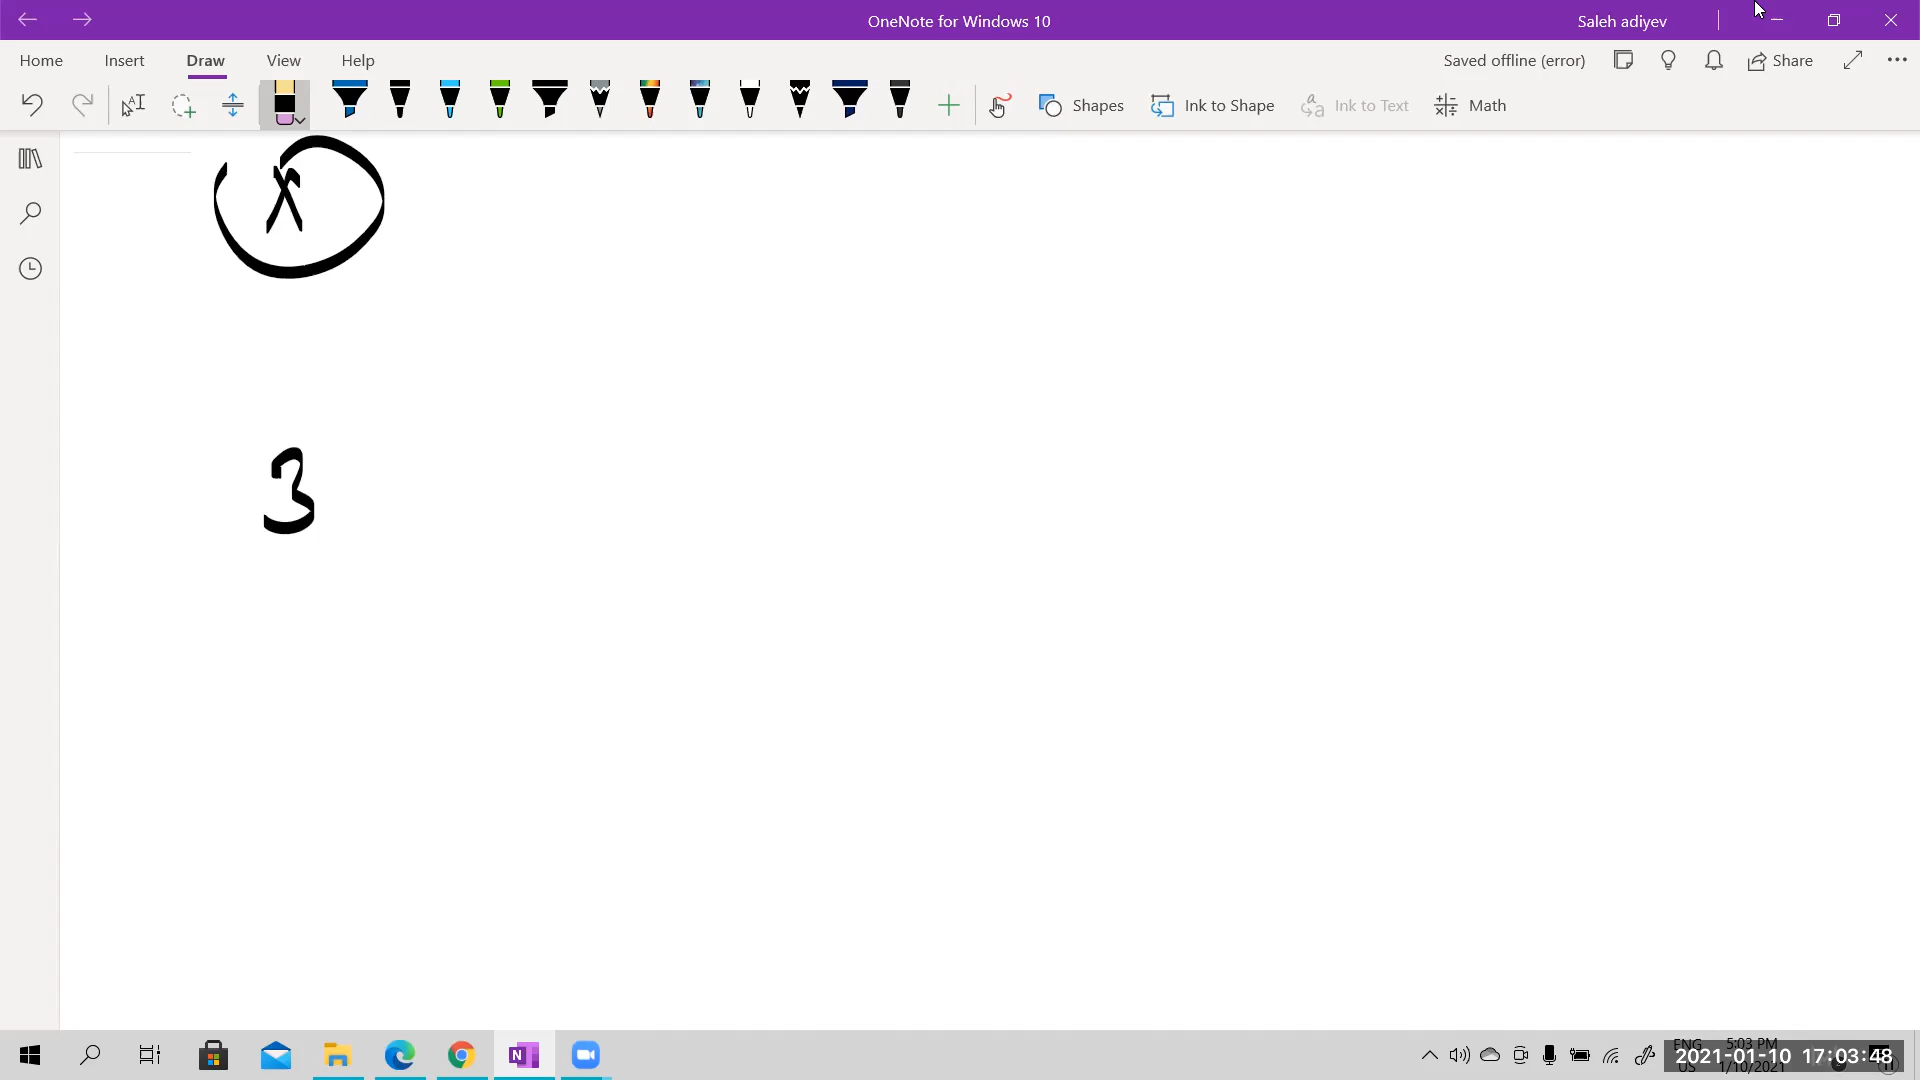 OneNote for Windows 10
Saleh adiyev
Home Insert Draw View Help
Saved offline (error) Share
Shapes Ink to Shape Ink to Text Math
X
3
ENG 5:03 PM
US 1/10/2021
2021-01-10 17:03:48